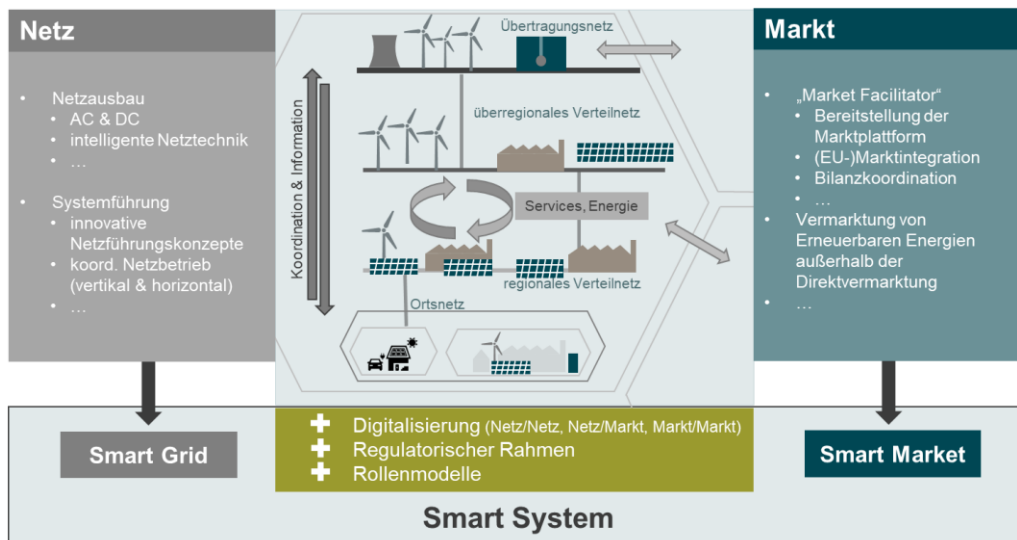 Netz
• Netzausbau
• AC & DC
• intelligente Netztechnik
• …
• Systemführung
• innovative
Netzführungskonzepte
• koord. Netzbetrieb
(vertikal & horizontal)
• …
Koordination & Information
Übertragungsnetz
überregionales Verteilnetz
Services, Energie
regionales Verteilnetz
Ortsnetz
Markt
• „Market Facilitator“
• Bereitstellung der
Marktplattform
• (EU-)Marktintegration
• Bilanzkoordination
• …
• Vermarktung von
Erneuerbaren Energien
außerhalb der
Direktvermarktung
• …
Smart Grid
+ Digitalisierung (Netz/Netz, Netz/Markt, Markt/Markt)
+ Regulatorischer Rahmen
+ Rollenmodelle
Smart Market
Smart System